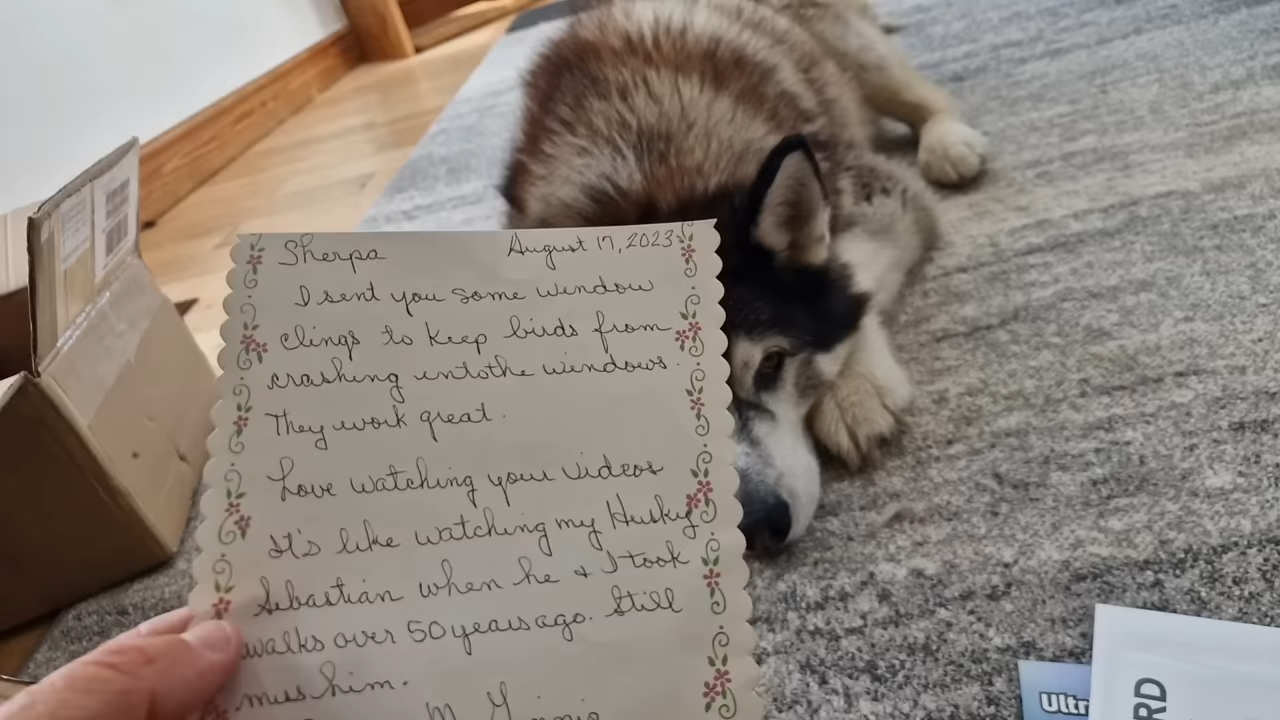 Sherpa August 17, 2023
I sent you some window
clings to keep birds from
crashing intothe windows.
They work great.
Love watching your videos
It's like watching my Husky
Sebastian when he & I took
walks over 50 years ago. Still
miss him.
M.
Ultr
RD